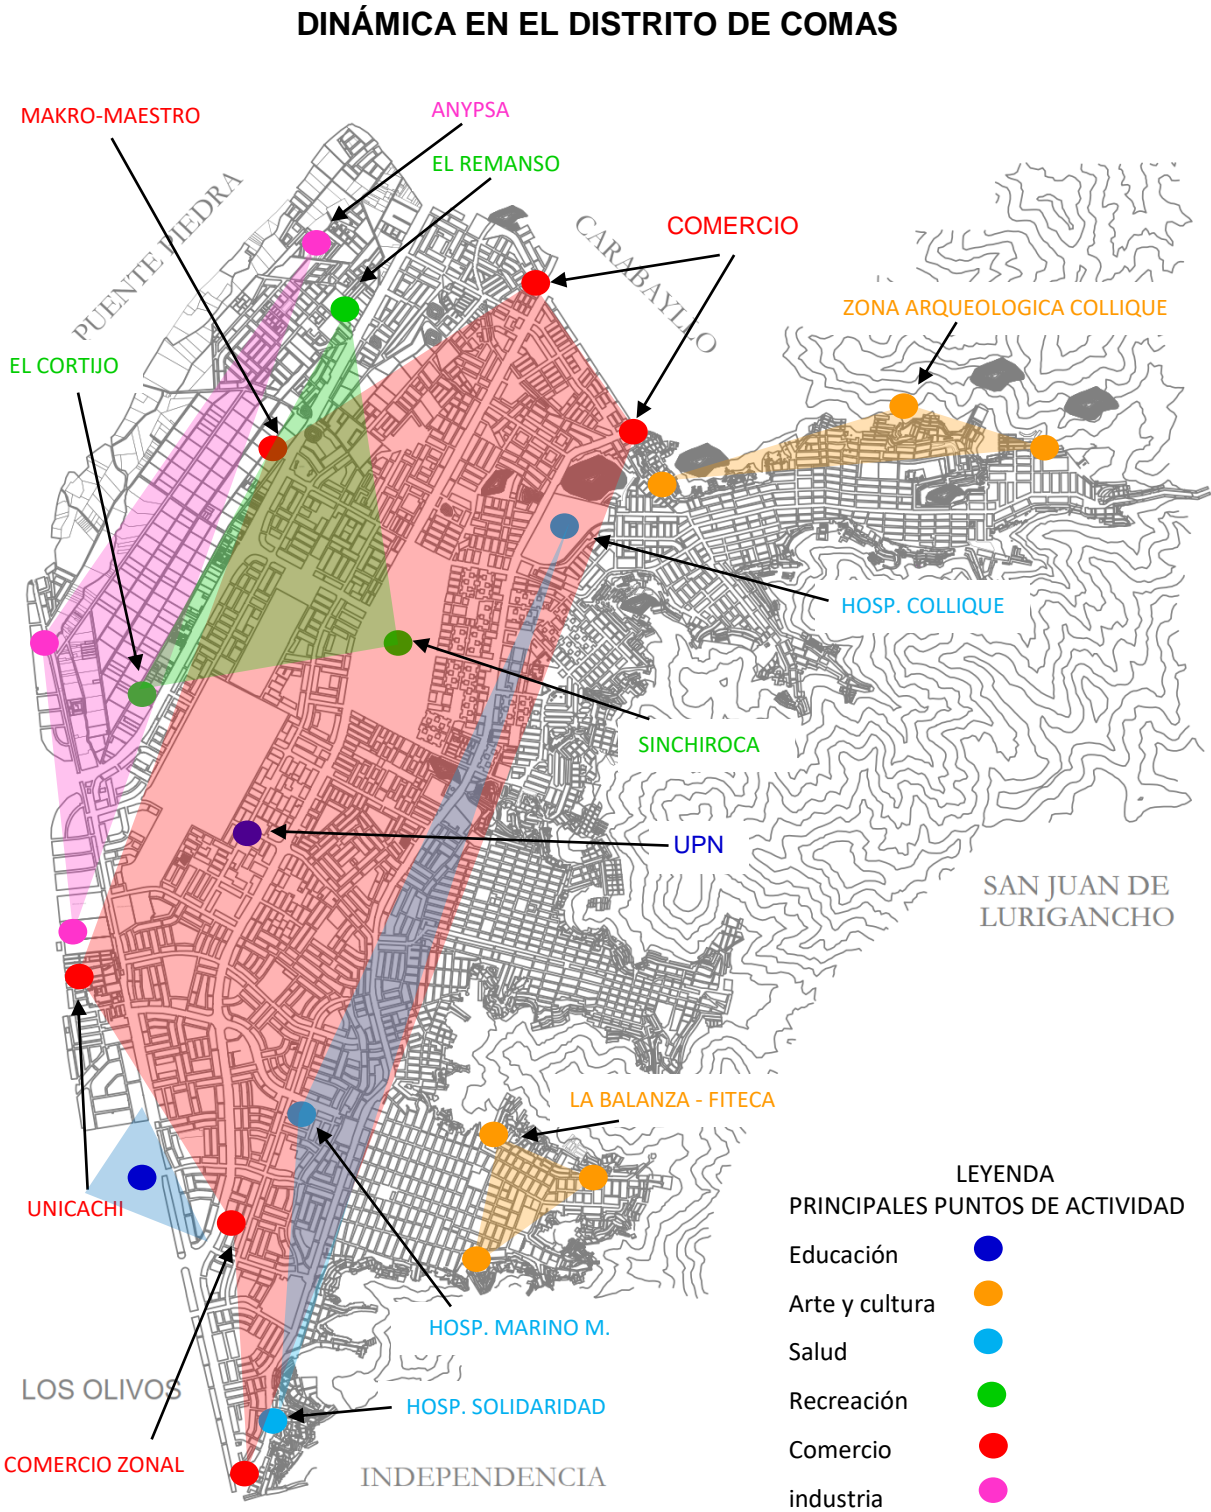 DINÁMICA EN EL DISTRITO DE COMAS
MAKRO-MAESTRO
ANYPSA
EL REMANSO
PUENTE PIEDRA
CARABAYLLO
COMERCIO
ZONA ARQUEOLOGICA COLLIQUE
EL CORTIJO
HOSP. COLLIQUE
SINCHIROCA
UPN
SAN JUAN DE
LURIGANCHO
LA BALANZA - FITECA
UNICACHI
HOSP. MARINO M.
LOS OLIVOS
HOSP. SOLIDARIDAD
COMERCIO ZONAL
INDEPENDENCIA
LEYENDA
PRINCIPALES PUNTOS DE ACTIVIDAD
Educación
Arte y cultura
Salud
Recreación
Comercio
industria